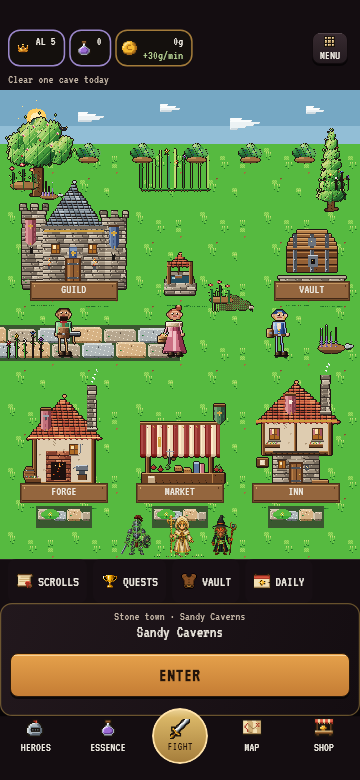 AL 5
0
0g
+30g/min
MENU
Clear one cave today
GUILD
VAULT
FORGE
MARKET
INN
SCROLLS
QUESTS
VAULT
DAILY
Stone town · Sandy Caverns
Sandy Caverns
ENTER
HEROES
ESSENCE
FIGHT
MAP
SHOP